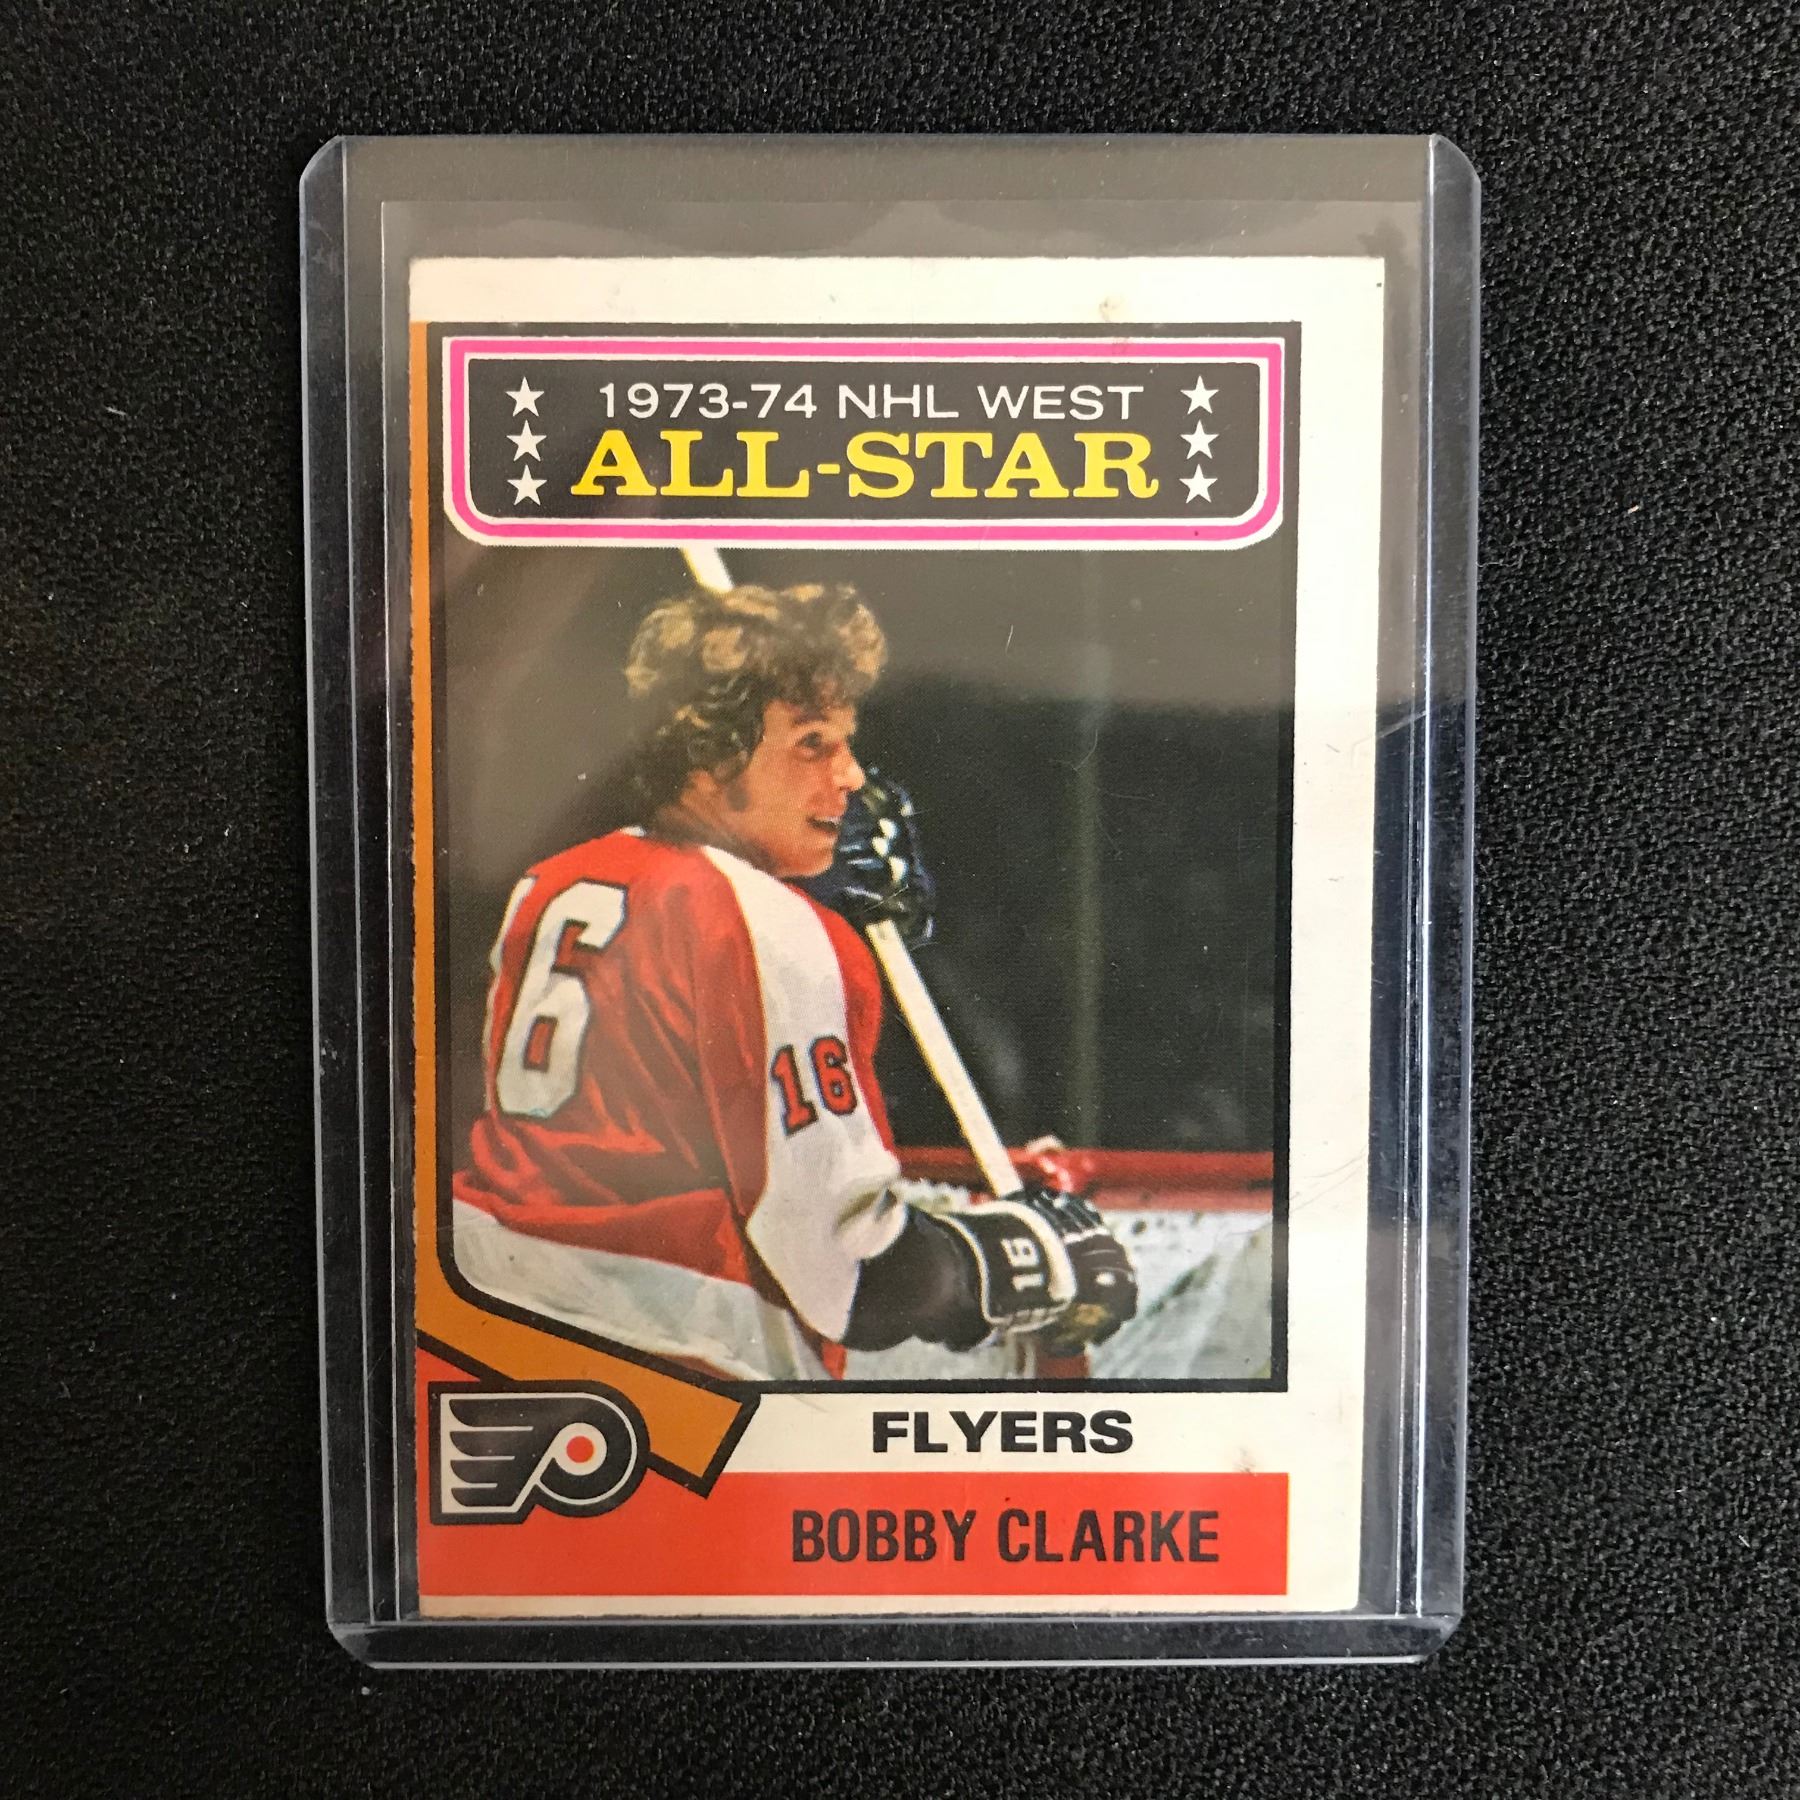 1973-74 NHL WEST
ALL-STAR
16
16
16
FLYERS
BOBBY CLARKE